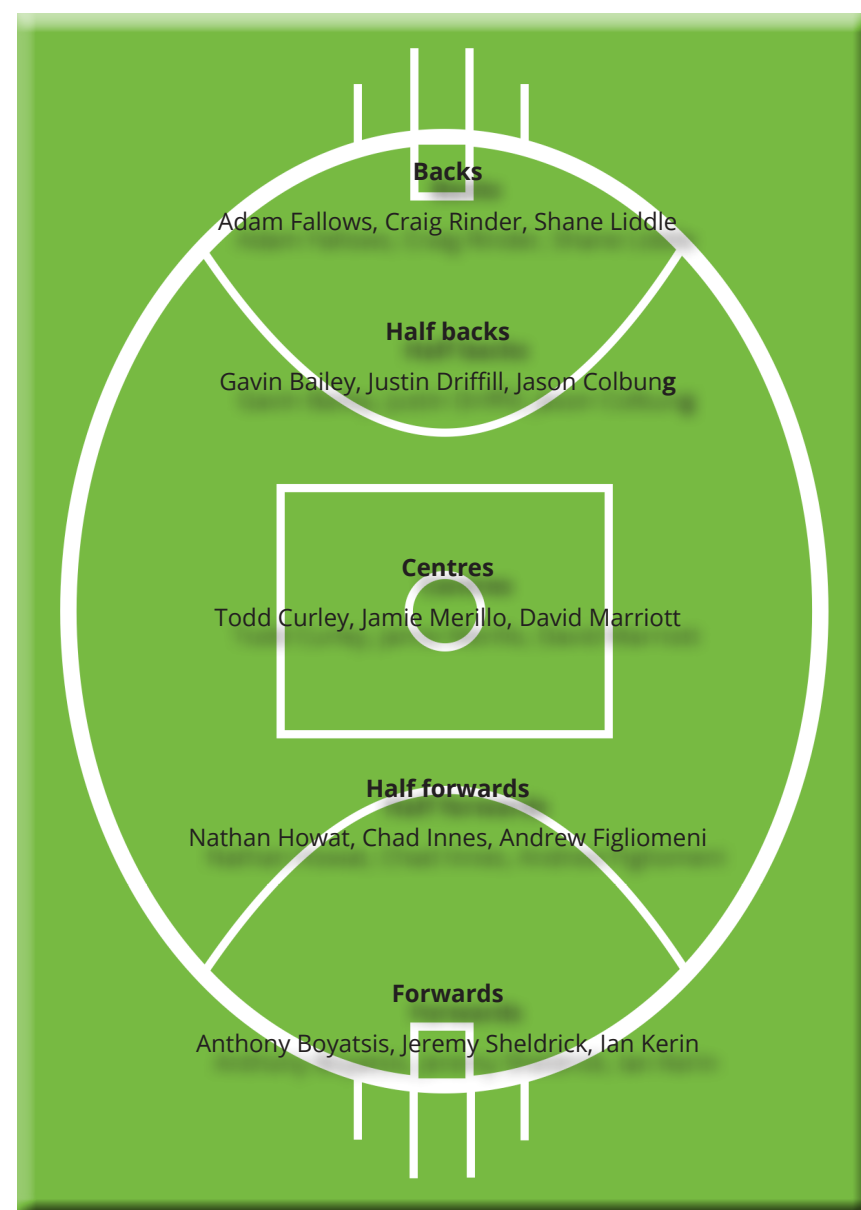 Backs
Adam Fallows, Craig Rinder, Shane Liddle
Half backs
Gavin Bailey, Justin Driffill, Jason Colbung
Centres
Todd Curley, Jamie Merillo, David Marriott
Half forwards
Nathan Howat, Chad Innes, Andrew Figliomeni
Forwards
Anthony Boyatsis, Jeremy Sheldrick, Ian Kerin